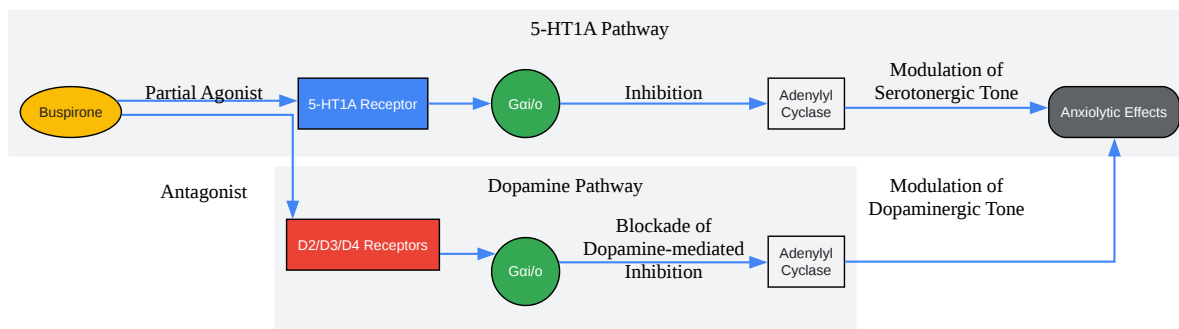 5-HT1A Pathway
Buspirone
Partial Agonist
5-HT1A Receptor
Gαi/o
Inhibition
Adenylyl
Cyclase
Modulation of
Serotonergic Tone
Anxiolytic Effects
Antagonist
Dopamine Pathway
D2/D3/D4 Receptors
Gαi/o
Blockade of
Dopamine-mediated
Inhibition
Adenylyl
Cyclase
Modulation of
Dopaminergic Tone